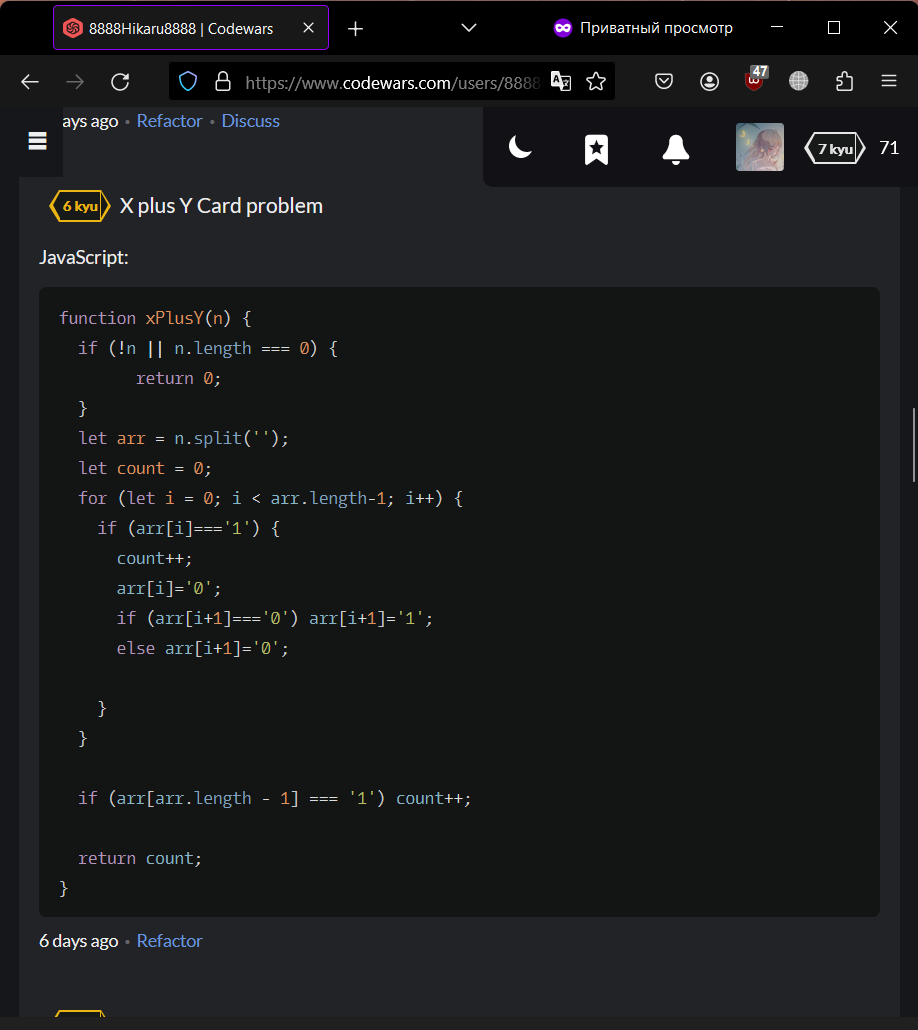 8888Hikaru8888 | Codewars
Приватный просмотр
https://www.codewars.com/users/8888
47
ays ago • Refactor • Discuss
7 kyu 71
6 kyu X plus Y Card problem
JavaScript:
function xPlusY(n) {
  if (!n || n.length === 0) {
        return 0;
  }
  let arr = n.split('');
  let count = 0;
  for (let i = 0; i < arr.length-1; i++) {
    if (arr[i]==='1') {
      count++;
      arr[i]='0';
      if (arr[i+1]==='0') arr[i+1]='1';
      else arr[i+1]='0';
    }
  }
  if (arr[arr.length - 1] === '1') count++;
  return count;
}
6 days ago • Refactor